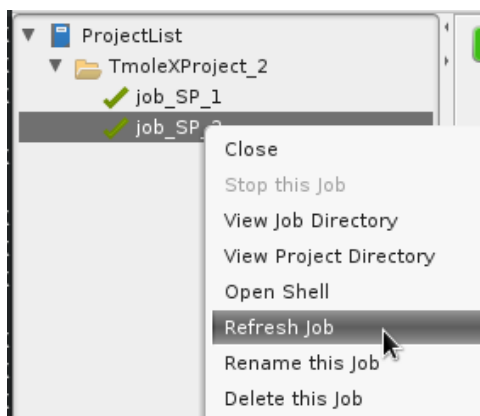 ProjectList
TmoleXProject_2
job_SP_1
job_SP_2
Close
Stop this Job
View Job Directory
View Project Directory
Open Shell
Refresh Job
Rename this Job
Delete this Job